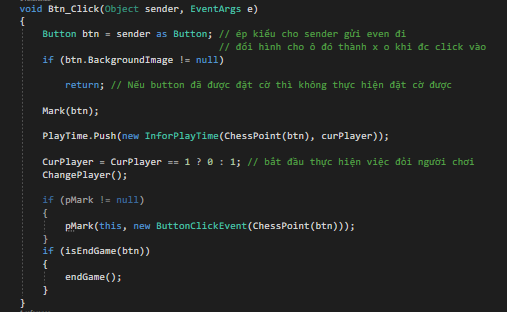 void Btn_Click(Object sender, EventArgs e)
{
Button btn = sender as Button; // ép kiểu cho sender gửi even đi
// đổi hình cho ô đó thành x o khi đc click vào
if (btn.BackgroundImage != null)
return; // Nếu button đã được đặt cờ thì không thực hiện đặt cờ được
Mark(btn);
PlayTime.Push(new InforPlayTime(ChessPoint(btn), curPlayer));
CurPlayer = CurPlayer == 1 ? 0 : 1; // bắt đầu thực hiện việc đổi người chơi
ChangePlayer();
if (pMark != null)
{
pMark(this, new ButtonClickEvent(ChessPoint(btn)));
}
if (isEndGame(btn))
{
endGame();
}
}